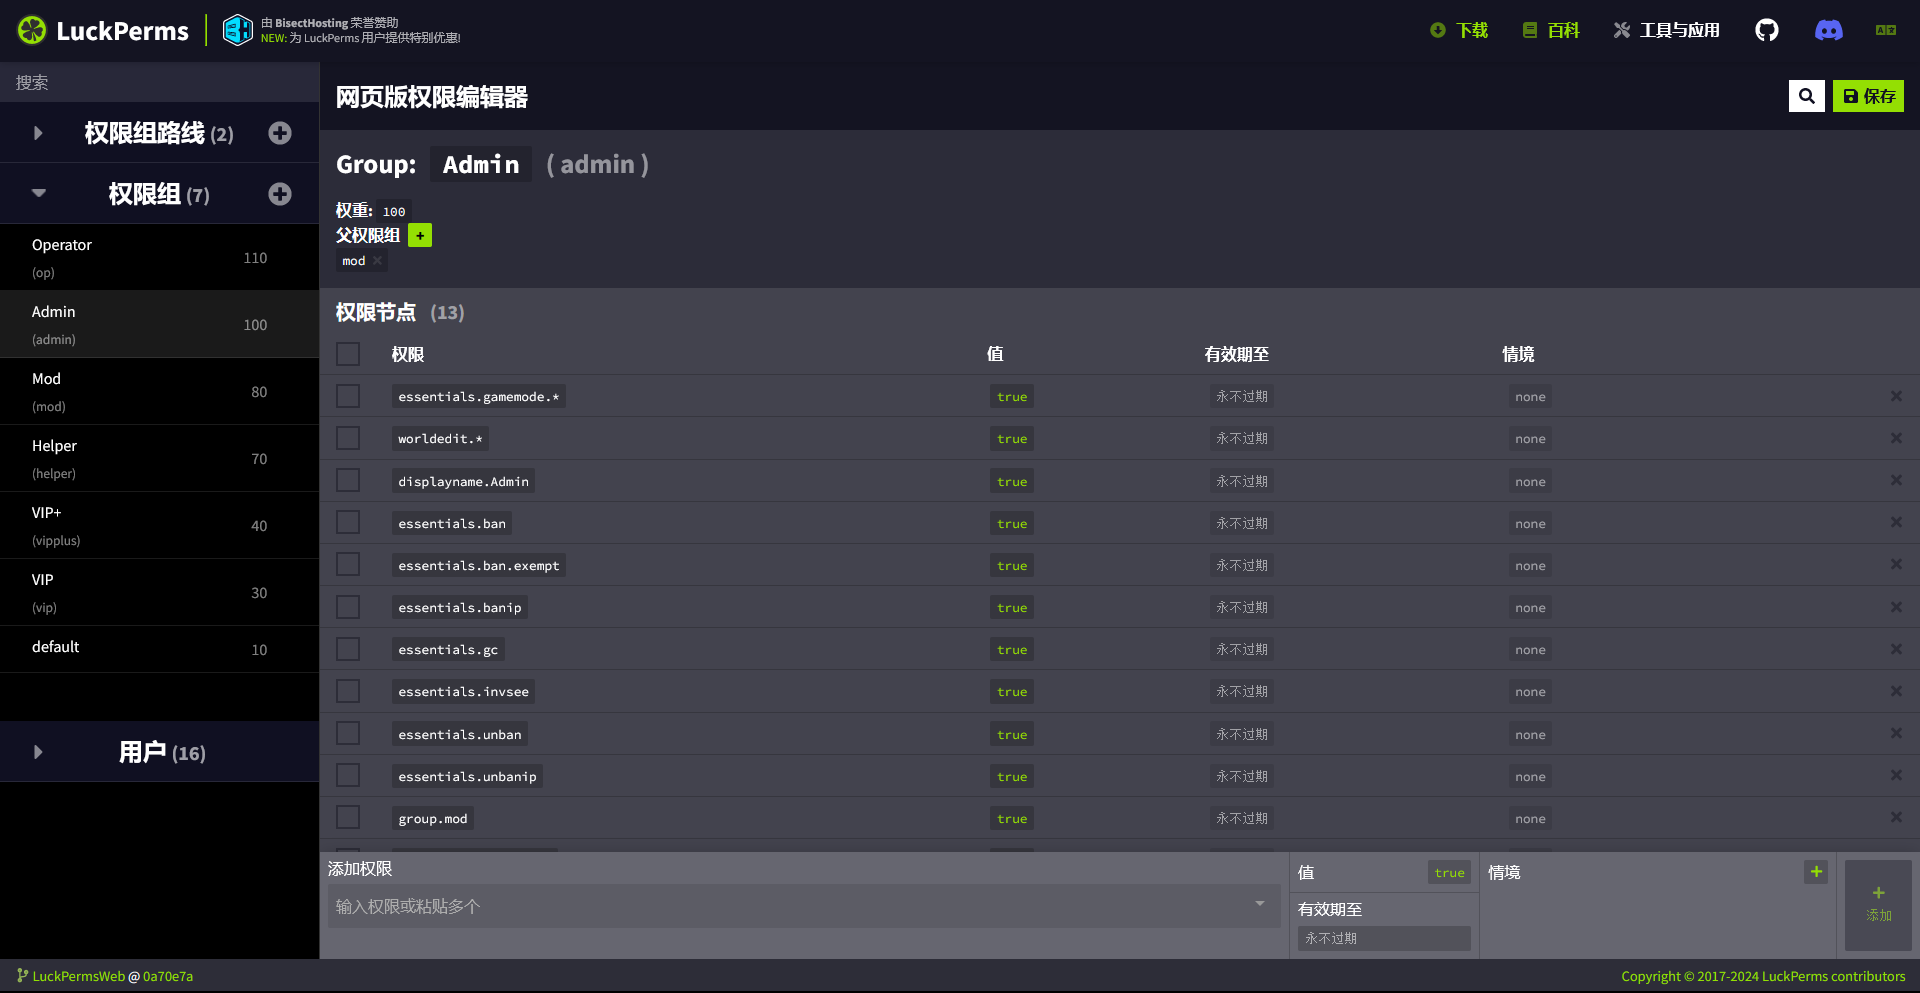 LuckPerms
由 BisectHosting 荣誉赞助
NEW: 为 LuckPerms 用户提供特别优惠!
下载
百科
工具与应用
搜索
权限组路线 (2)
权限组 (7)
Operator
(op)
110
Admin
(admin)
100
Mod
(mod)
80
Helper
(helper)
70
VIP+
(vipplus)
40
VIP
(vip)
30
default
10
用户 (16)
网页版权限编辑器
保存
Group: Admin ( admin )
权重: 100
父权限组 +
mod
权限节点 (13)
权限 值 有效期至 情境
essentials.gamemode.* true 永不过期 none
worldedit.* true 永不过期 none
displayname.Admin true 永不过期 none
essentials.ban true 永不过期 none
essentials.ban.exempt true 永不过期 none
essentials.banip true 永不过期 none
essentials.gc true 永不过期 none
essentials.invsee true 永不过期 none
essentials.unban true 永不过期 none
essentials.unbanip true 永不过期 none
group.mod true 永不过期 none
添加权限
输入权限或粘贴多个
值 true
有效期至
永不过期
情境 +
+
添加
LuckPermsWeb @ 0a70e7a
Copyright © 2017-2024 LuckPerms contributors